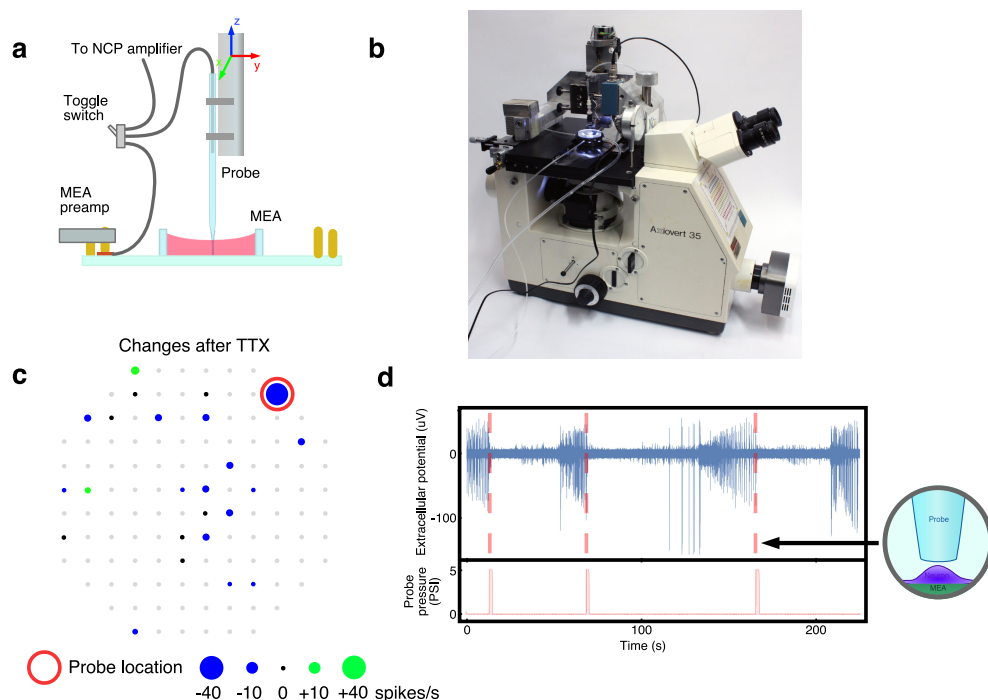 a
To NCP amplifier
Toggle
switch
z
x
y
Probe
MEA
preamp
MEA
b
Axiovert 35
Changes after TTX
c
Probe location
-40
-10
0
+10
+40
spikes/s
d
Extracellular potential (uV)
0
-100
Probe
pressure
(PSI)
5
0
0
100
200
Time (s)
Probe
MEA